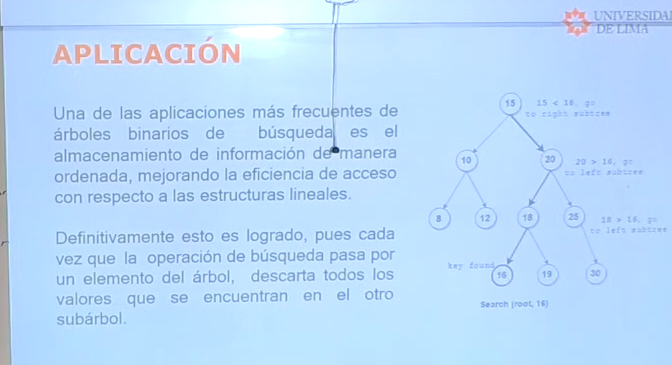 UNIVERSIDAD
DE LIMA
APLICACIÓN
Una de las aplicaciones más frecuentes de
árboles binarios de búsqueda es el
almacenamiento de información de manera
ordenada, mejorando la eficiencia de acceso
con respecto a las estructuras lineales.
Definitivamente esto es logrado, pues cada
vez que la operación de búsqueda pasa por
un elemento del árbol, descarta todos los
valores que se encuentran en el otro
subárbol.
15
15 < 16, go
to right subtree
10
20
20 > 16, go
to left subtree
8
12
18
25
18 > 16, go
to left subtree
key found
16
19
30
Search (root, 16)